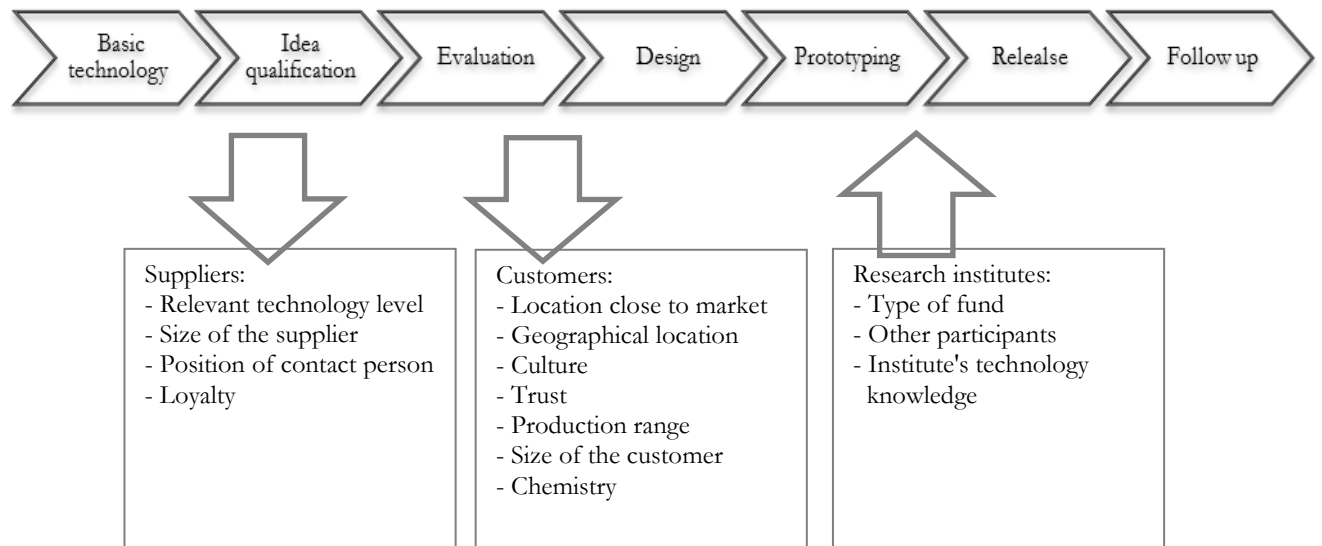 Basic
technology
Idea
qualification
Evaluation
Design
Prototyping
Relealse
Follow up
Suppliers:
- Relevant technology level
- Size of the supplier
- Position of contact person
- Loyalty
Customers:
- Location close to market
- Geographical location
- Culture
- Trust
- Production range
- Size of the customer
- Chemistry
Research institutes:
- Type of fund
- Other participants
- Institute's technology
knowledge